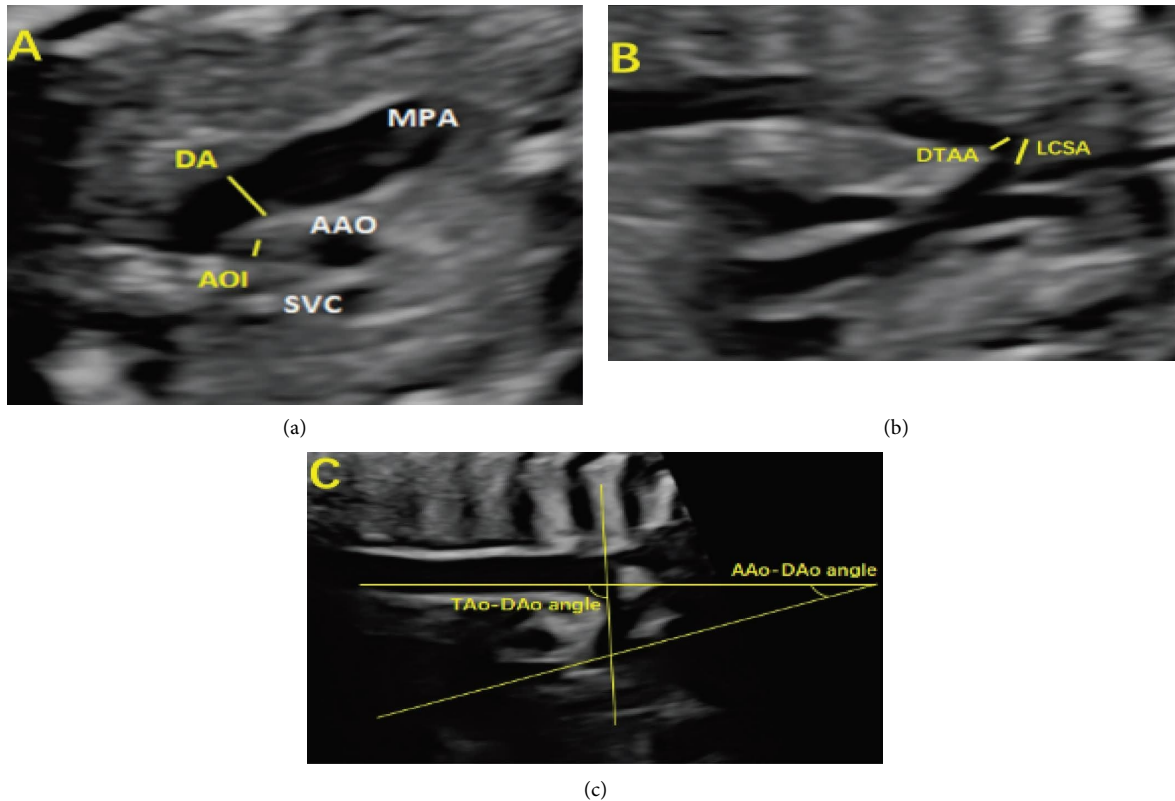 A
MPA
DA
AAO
AOI
SVC
(a)
B
DTAA
LCSA
(b)
C
AAo-DAo angle
TAo-DAo angle
(c)